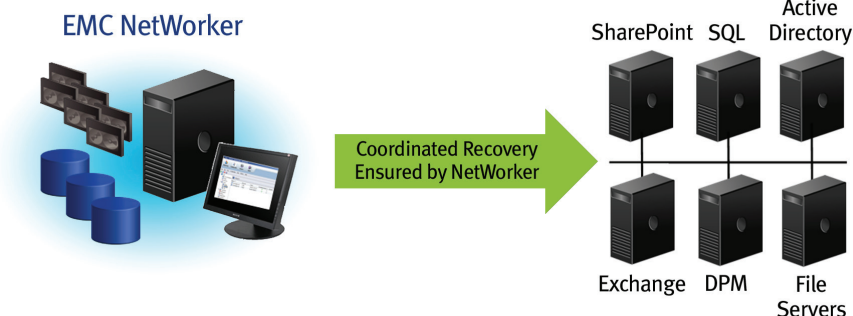 EMC NetWorker
Coordinated Recovery
Ensured by NetWorker
SharePoint
SQL
Active
Directory
Exchange
DPM
File
Servers